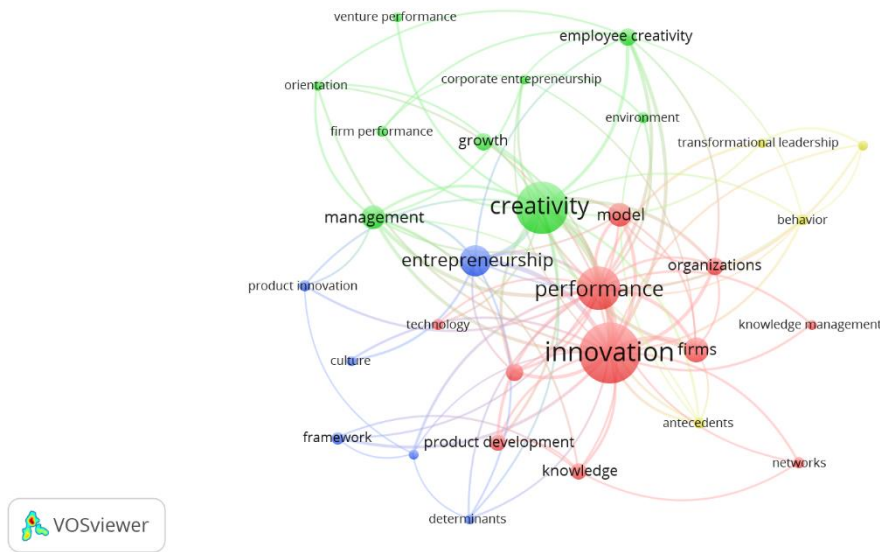 venture performance
employee creativity
orientation
corporate entrepreneurship
firm performance
environment
growth
transformational leadership
creativity
model
management
behavior
entrepreneurship
organizations
product innovation
performance
technology
knowledge management
innovation
firms
culture
antecedents
framework
product development
networks
knowledge
determinants
VOSviewer